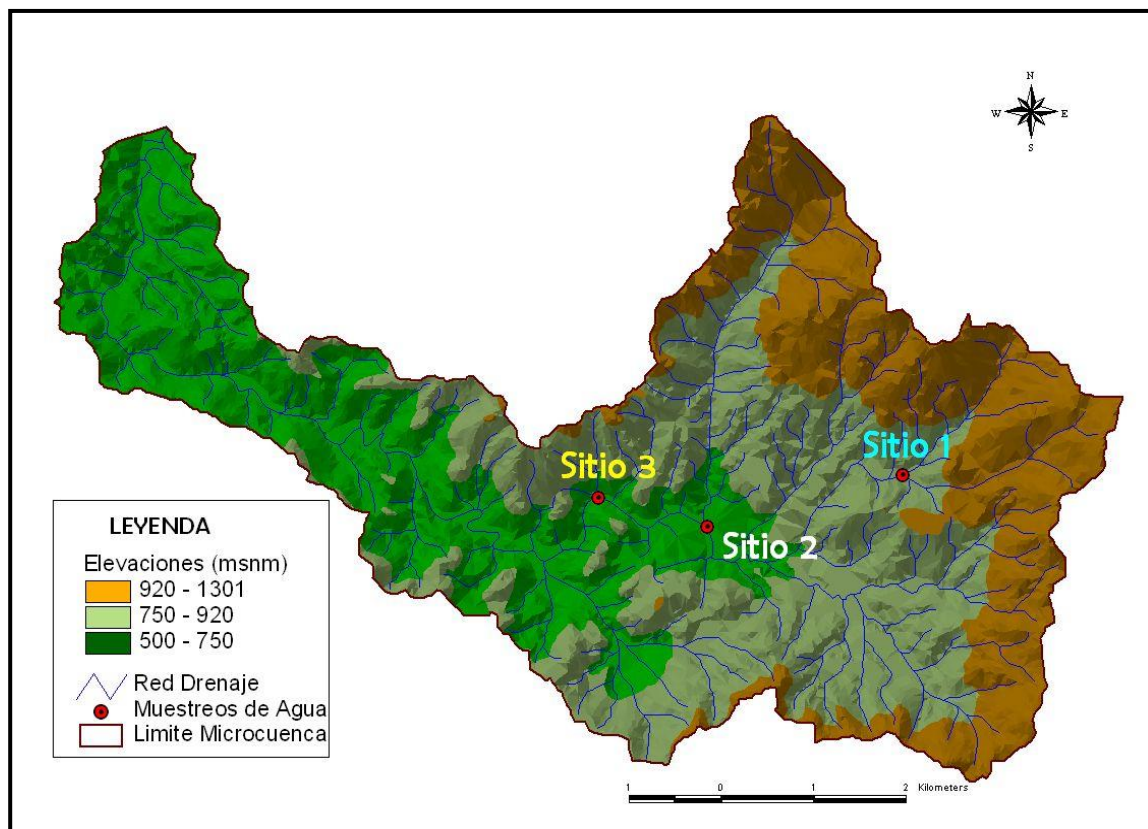 N
W E
S
Sitio 1
Sitio 3
Sitio 2
LEYENDA
Elevaciones (msnm)
920 - 1301
750 - 920
500 - 750
Red Drenaje
Muestreos de Agua
Limite Microcuenca
1 0 1 2 Kilometers